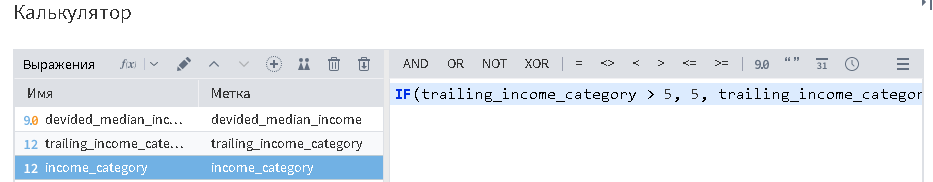 Калькулятор
Выражения f(x) AND OR NOT XOR = <> < > <= >= 9.0 “” 31
Имя Метка
IF(trailing_income_category > 5, 5, trailing_income_categor
9.0 devided_median_inc... devided_median_income
12 trailing_income_cate... trailing_income_category
12 income_category income_category